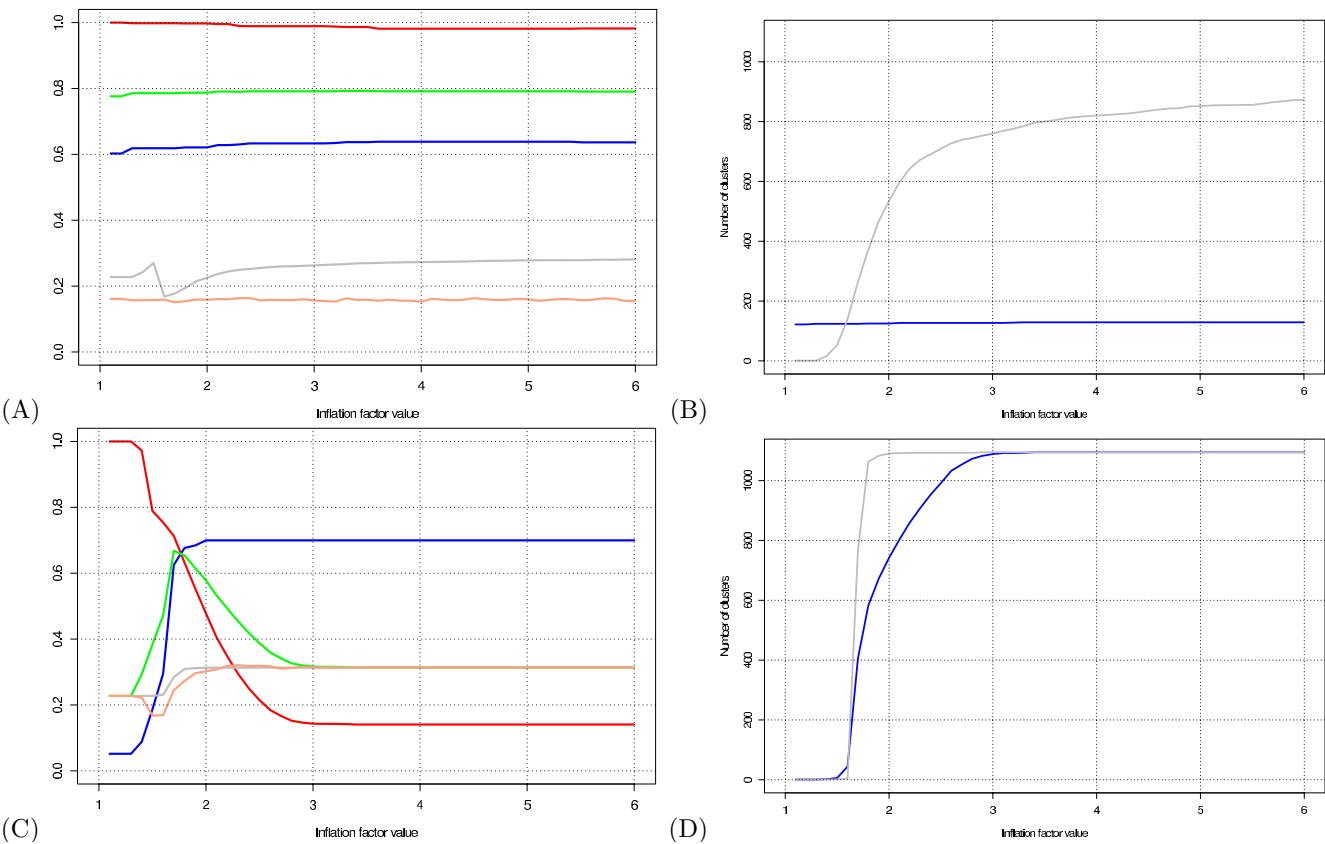 1.0
0.8
0.6
0.4
0.2
0.0
1 2 3 4 5 6
Inflation factor value
(A)
Number of clusters
1000
800
600
400
200
0
1 2 3 4 5 6
Inflation factor value
(B)
1.0
0.8
0.6
0.4
0.2
0.0
1 2 3 4 5 6
Inflation factor value
(C)
Number of clusters
1000
800
600
400
200
0
1 2 3 4 5 6
Inflation factor value
(D)